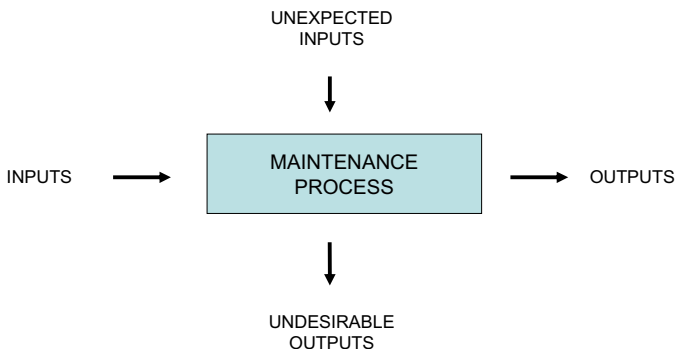 UNEXPECTED
INPUTS
INPUTS
MAINTENANCE
PROCESS
OUTPUTS
UNDESIRABLE
OUTPUTS